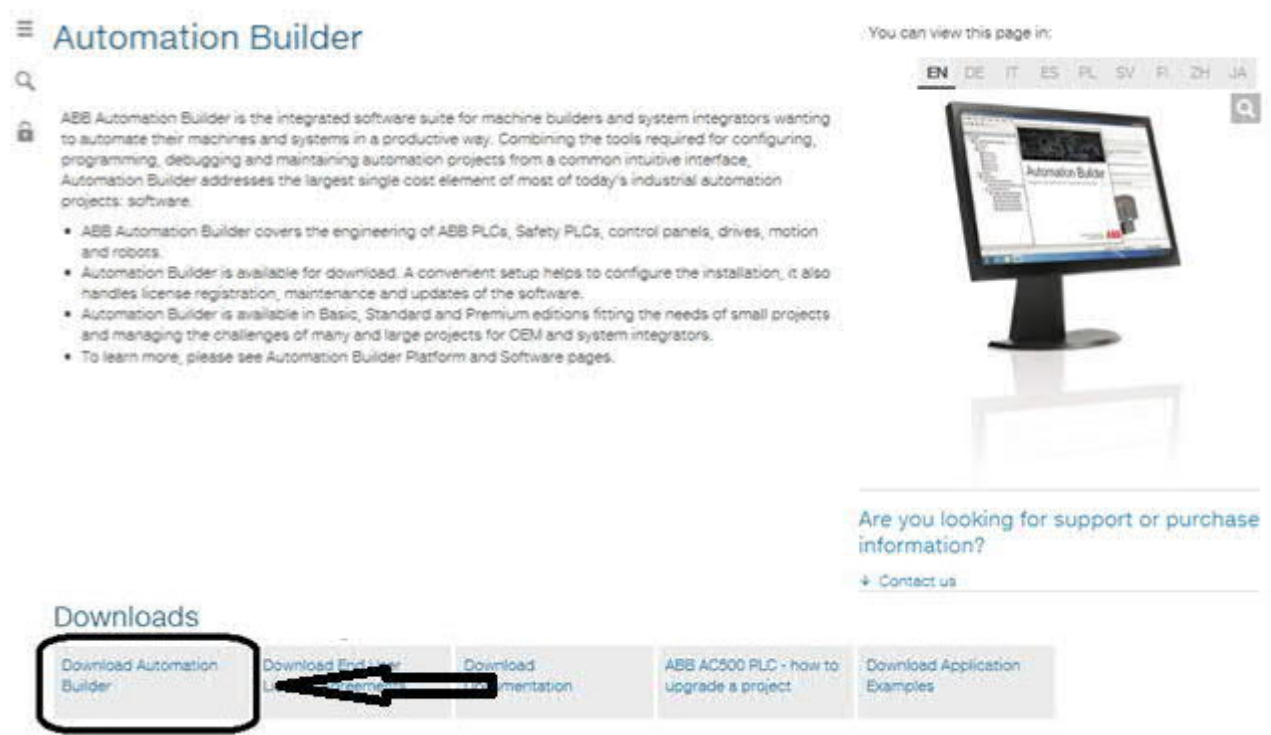 Automation Builder
ABB Automation Builder is the integrated software suite for machine builders and system integrators wanting
to automate their machines and systems in a productive way. Combining the tools required for configuring,
programming, debugging and maintaining automation projects from a common intuitive interface,
Automation Builder addresses the largest single cost element of most of today's industrial automation
projects: software.
• ABB Automation Builder covers the engineering of ABB PLCs, Safety PLCs, control panels, drives, motion
and robots.
• Automation Builder is available for download. A convenient setup helps to configure the installation, it also
handles license registration, maintenance and updates of the software.
• Automation Builder is available in Basic, Standard and Premium editions fitting the needs of small projects
and managing the challenges of many and large projects for OEM and system integrators.
• To learn more, please see Automation Builder Platform and Software pages.
You can view this page in:
EN DE IT ES PL SV FI ZH JA
Automation Builder
ABB
Are you looking for support or purchase
information?
Contact us
Downloads
Download Automation
Builder
Download End User
Download
ABB AC500 PLC - how to
upgrade a project
Download Application
Examples